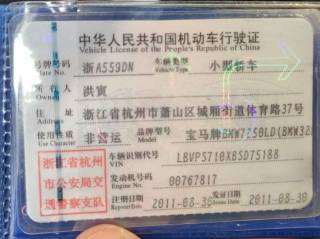 中华人民共和国机动车行驶证
Vehicle License of the People's Republic of China
号牌号码 浙A559DN 车辆类型 小型轿车
Plate No. Vehicle Type
所有人 洪寅
Owner
住址 浙江省杭州市萧山区城厢街道体育路37号
Address
使用性质 非营运 品牌型号 宝马牌BMW7250LD(BMW32
Use Character Model
浙江省杭州市公安局交通警察支队
车辆识别代号 LBVPS710XBSD75188
VIN
发动机号码 00767817
Engine No.
注册日期 2011-08-30 发证日期 2011-08-30
Register Date Issue Date